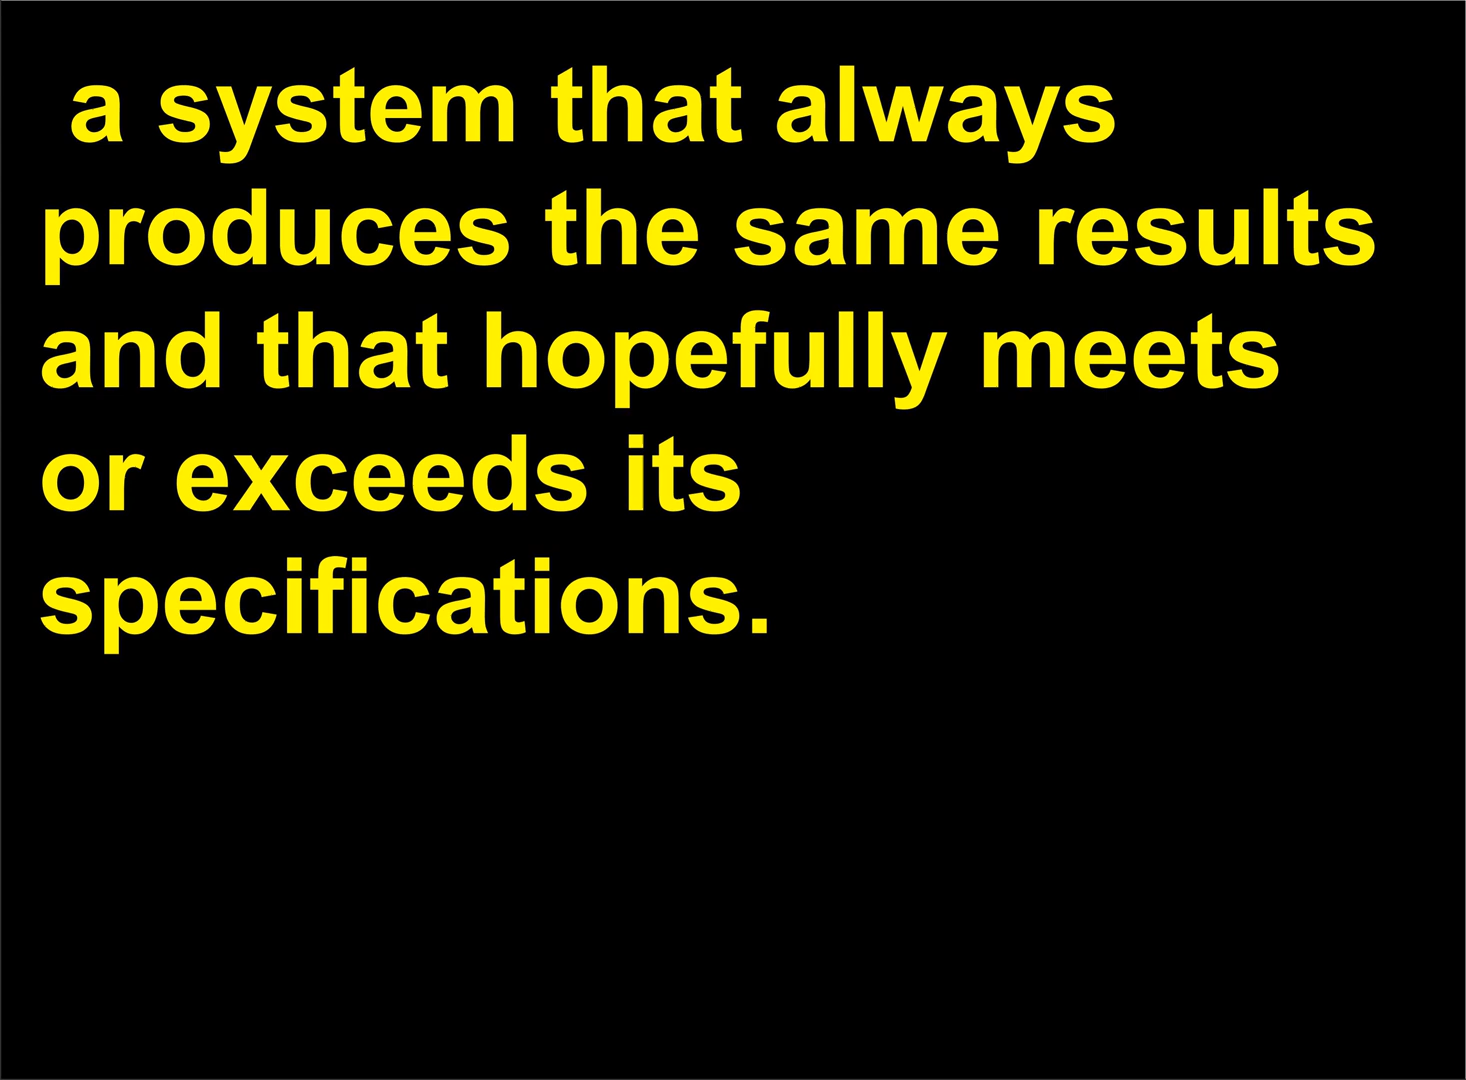 a system that always
produces the same results
and that hopefully meets
or exceeds its
specifications.